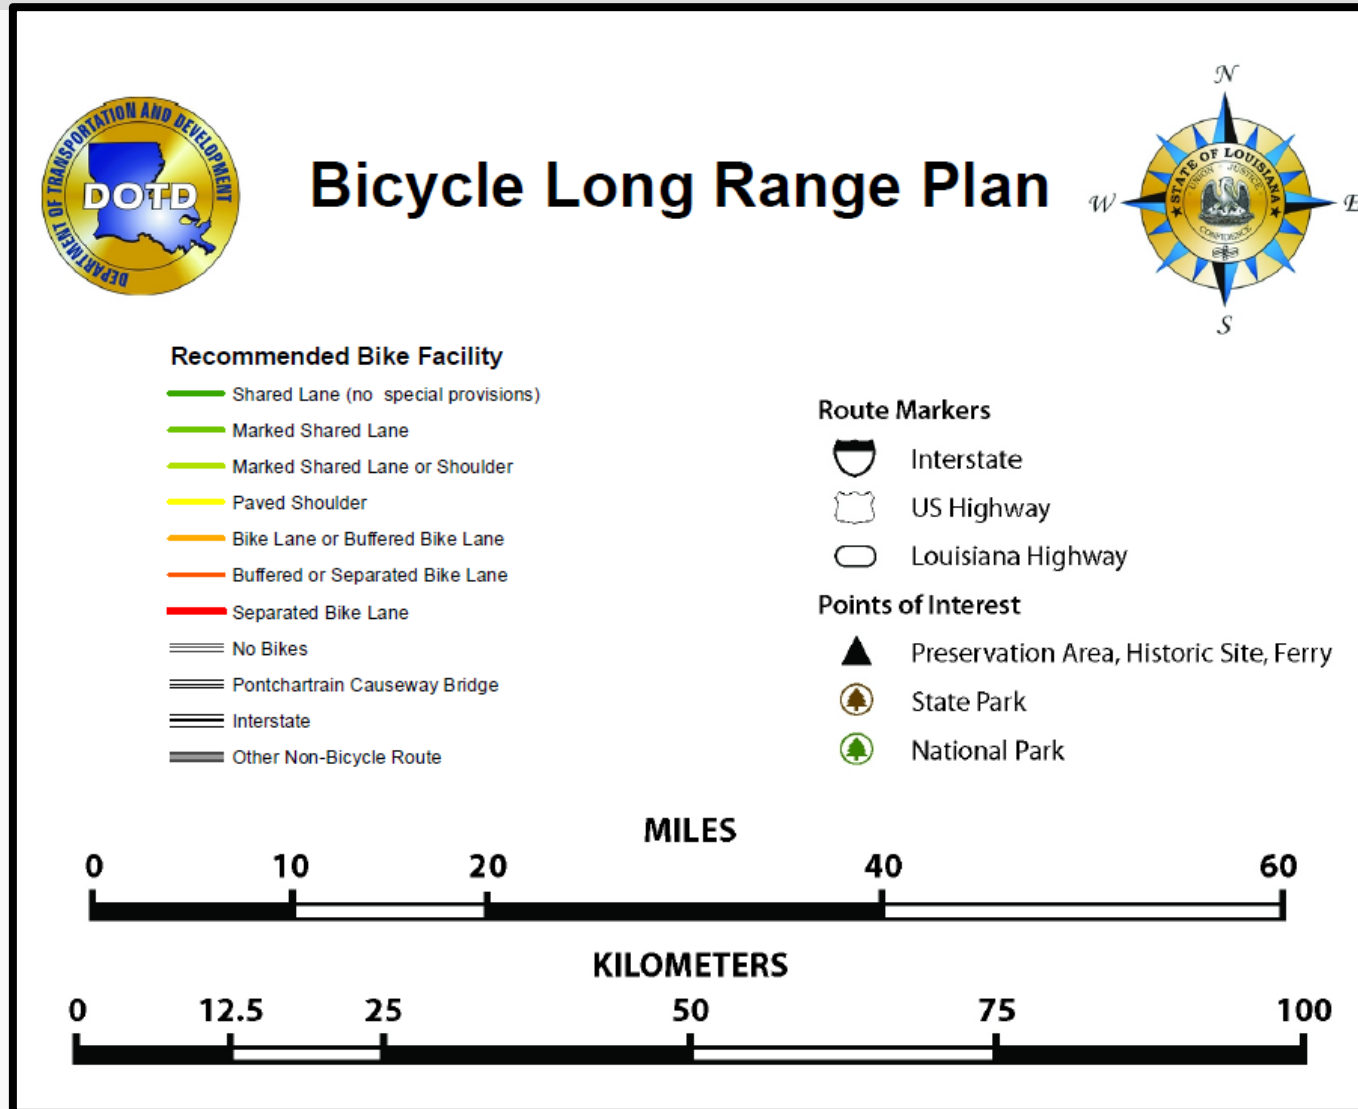 DEPARTMENT OF TRANSPORTATION AND DEVELOPMENT
DOTD
Bicycle Long Range Plan
N
W
E
S
STATE OF LOUISIANA
UNION JUSTICE
CONFIDENCE
Recommended Bike Facility
Shared Lane (no special provisions)
Marked Shared Lane
Marked Shared Lane or Shoulder
Paved Shoulder
Bike Lane or Buffered Bike Lane
Buffered or Separated Bike Lane
Separated Bike Lane
No Bikes
Pontchartrain Causeway Bridge
Interstate
Other Non-Bicycle Route
Route Markers
Interstate
US Highway
Louisiana Highway
Points of Interest
Preservation Area, Historic Site, Ferry
State Park
National Park
MILES
0 10 20 40 60
KILOMETERS
0 12.5 25 50 75 100